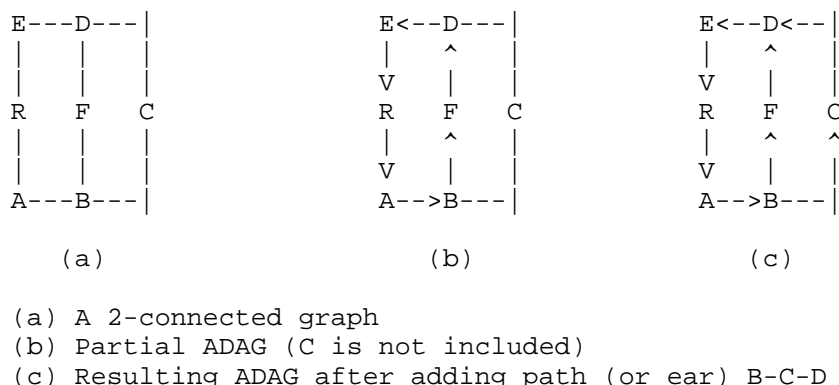 E---D---| E<--D---| E<--D<--|
| | | | ^ | | ^ |
| | | V | | V | |
R F C R F C R F C
| | | | ^ | | ^ ^
| | | V | | V | |
A---B---| A-->B---| A-->B---|
(a) (b) (c)
(a) A 2-connected graph
(b) Partial ADAG (C is not included)
(c) Resulting ADAG after adding path (or ear) B-C-D